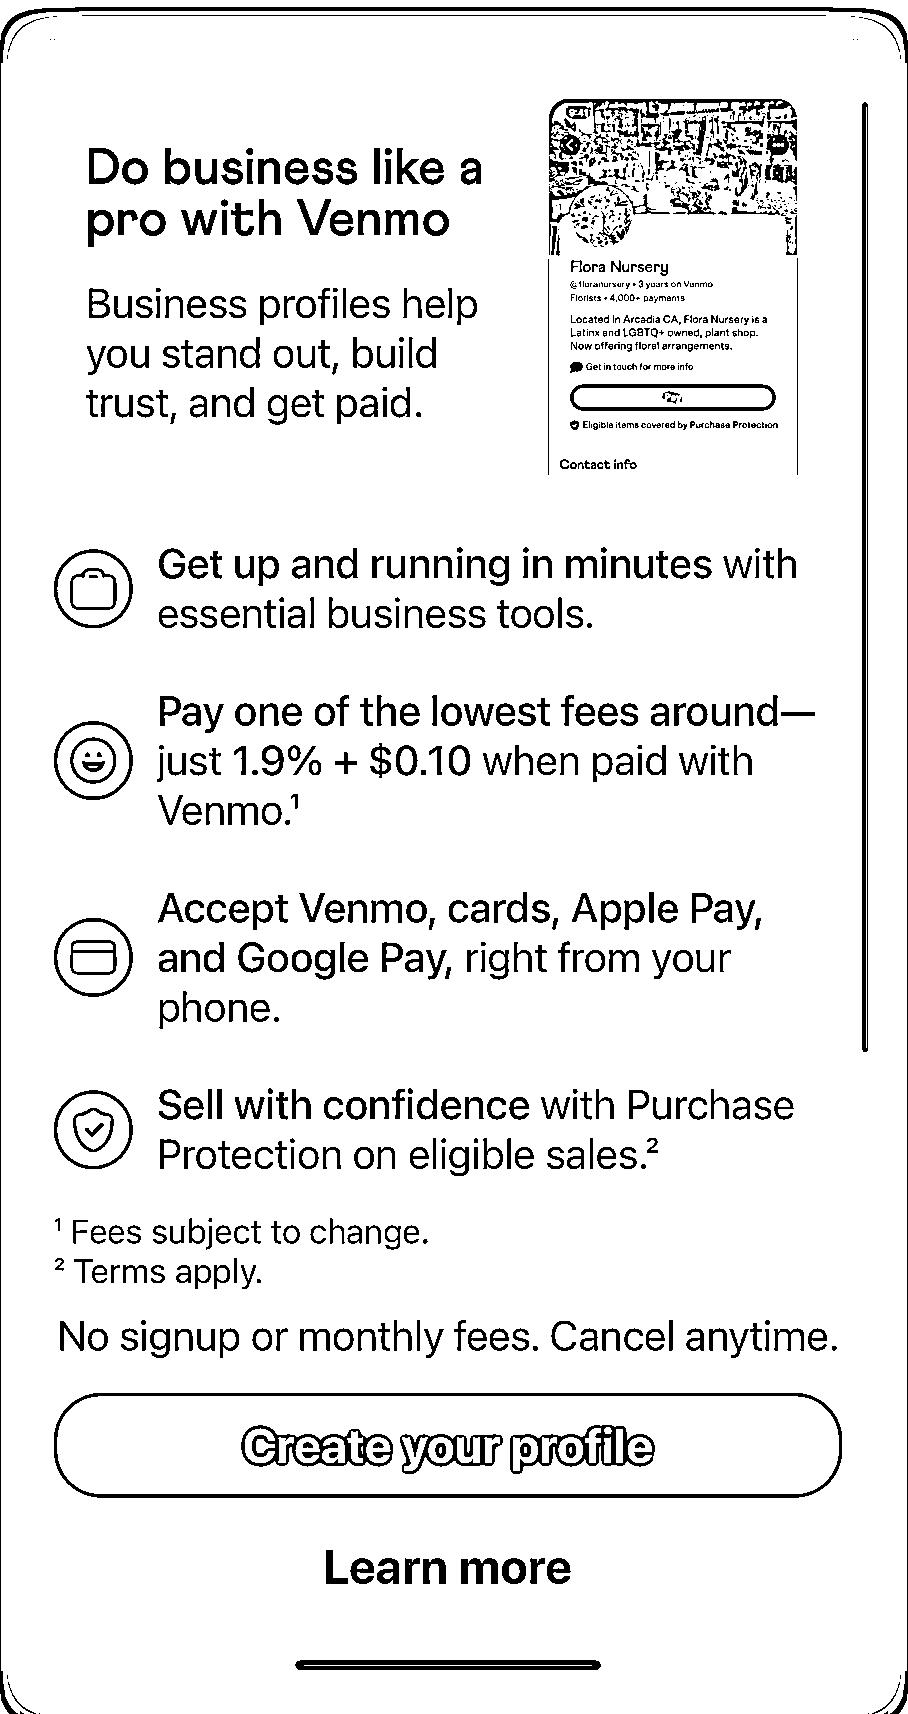 Do business like a
pro with Venmo
Business profiles help
you stand out, build
trust, and get paid.
9:41
Flora Nursery
@floranursery • 3 years on Venmo
Florists • 4,000+ payments
Located in Arcadia CA, Flora Nursery is a
Latinx and LGBTQ+ owned, plant shop.
Now offering floral arrangements.
Get in touch for more info
Pay
Eligible items covered by Purchase Protection
Contact info
Get up and running in minutes with
essential business tools.
Pay one of the lowest fees around—
just 1.9% + $0.10 when paid with
Venmo.¹
Accept Venmo, cards, Apple Pay,
and Google Pay, right from your
phone.
Sell with confidence with Purchase
Protection on eligible sales.²
¹ Fees subject to change.
² Terms apply.
No signup or monthly fees. Cancel anytime.
Create your profile
Learn more